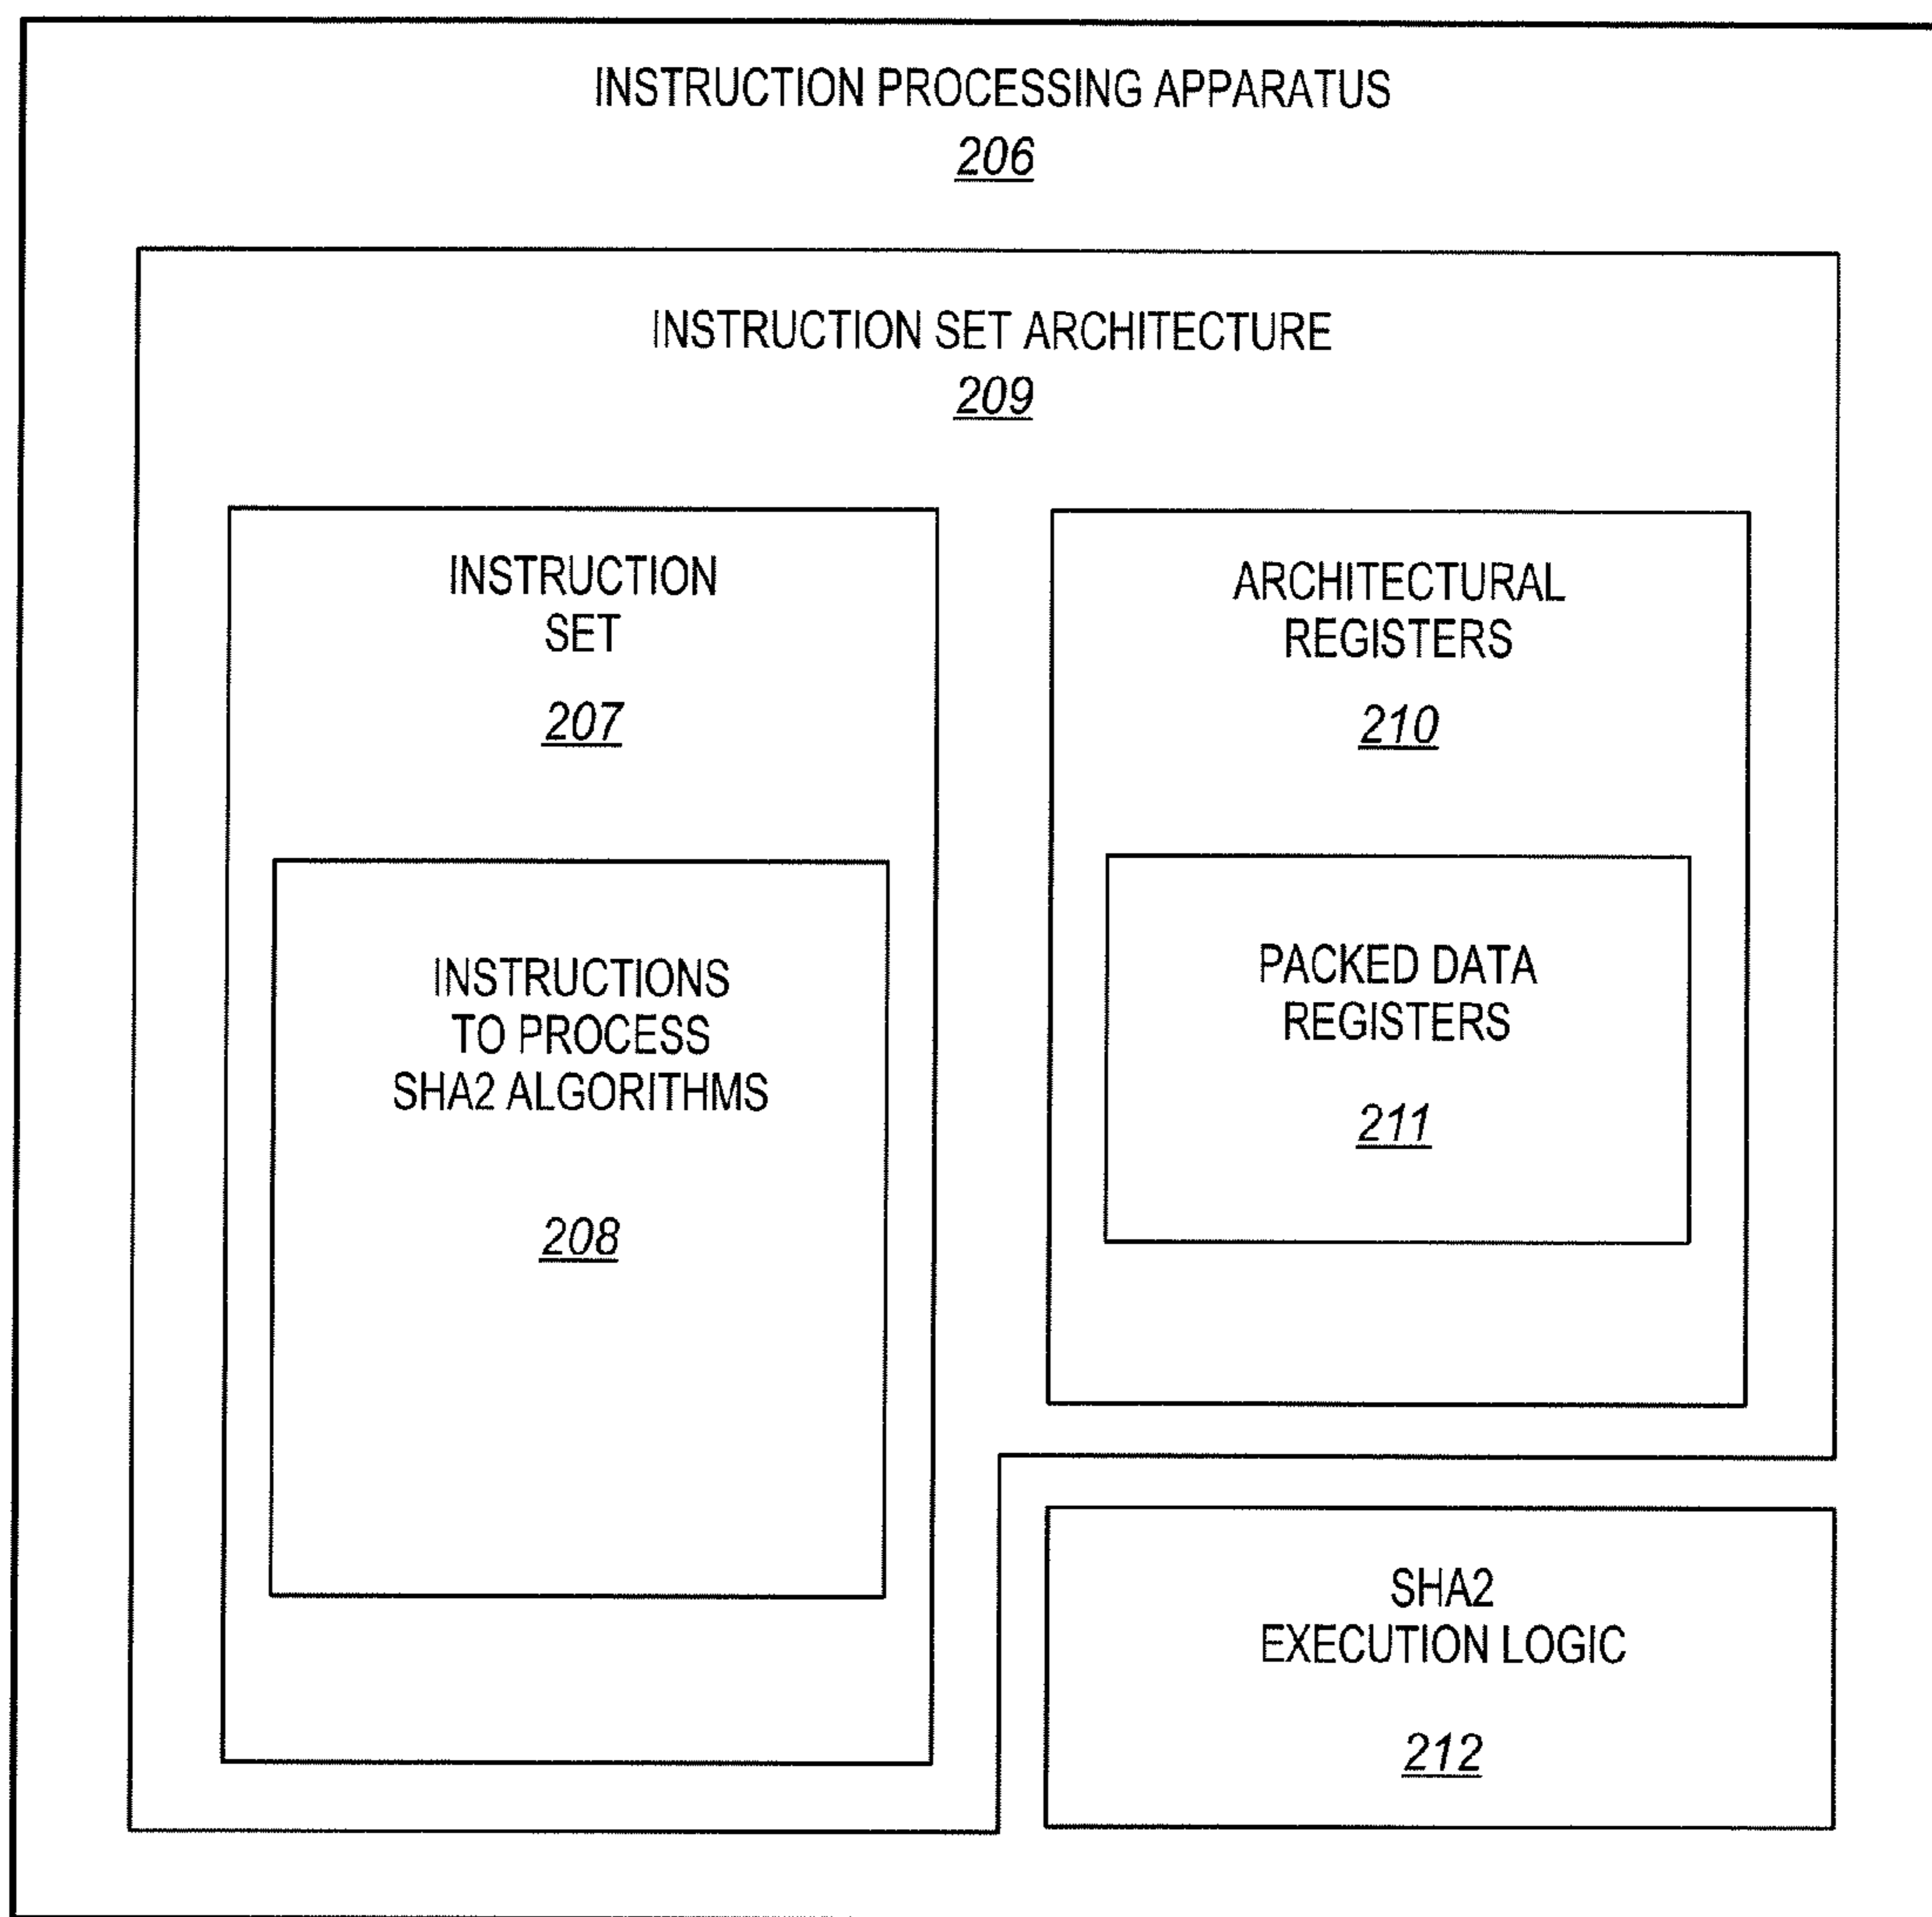 INSTRUCTION PROCESSING APPARATUS
206
INSTRUCTION SET ARCHITECTURE
209
INSTRUCTION
SET
207
INSTRUCTIONS
TO PROCESS
SHA2 ALGORITHMS
208
ARCHITECTURAL
REGISTERS
210
PACKED DATA
REGISTERS
211
SHA2
EXECUTION LOGIC
212